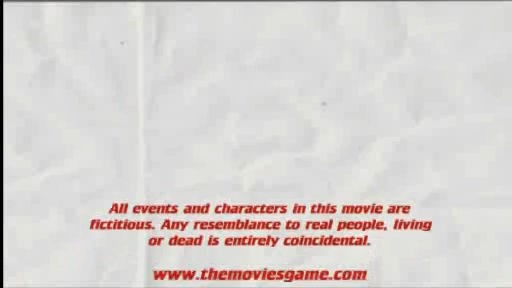 All events and characters in this movie are
fictitious. Any resemblance to real people, living
or dead is entirely coincidental.
www.themoviesgame.com